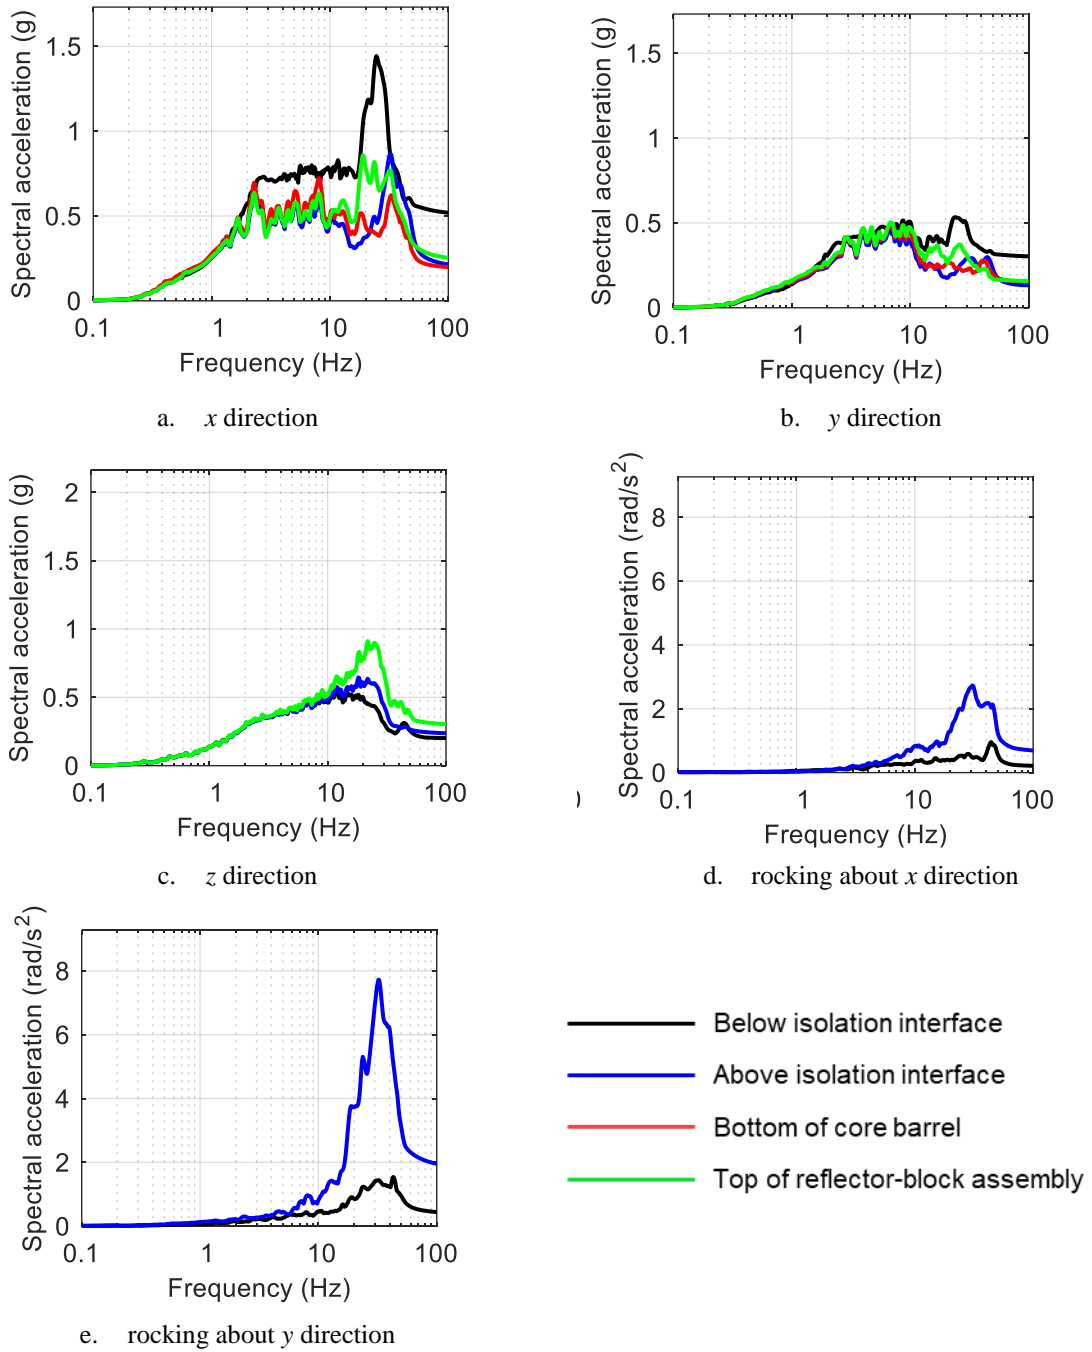 Spectral acceleration (g)
1.5
1
0.5
0
0.1
1
10
100
Frequency (Hz)
a. x direction
Spectral acceleration (g)
1.5
1
0.5
0
0.1
1
10
100
Frequency (Hz)
b. y direction
Spectral acceleration (g)
2
1.5
1
0.5
0
0.1
1
10
100
Frequency (Hz)
c. z direction
Spectral acceleration (rad/s²)
8
6
4
2
0
0.1
1
10
100
Frequency (Hz)
d. rocking about x direction
Spectral acceleration (rad/s²)
8
6
4
2
0
0.1
1
10
100
Frequency (Hz)
e. rocking about y direction
Below isolation interface
Above isolation interface
Bottom of core barrel
Top of reflector-block assembly